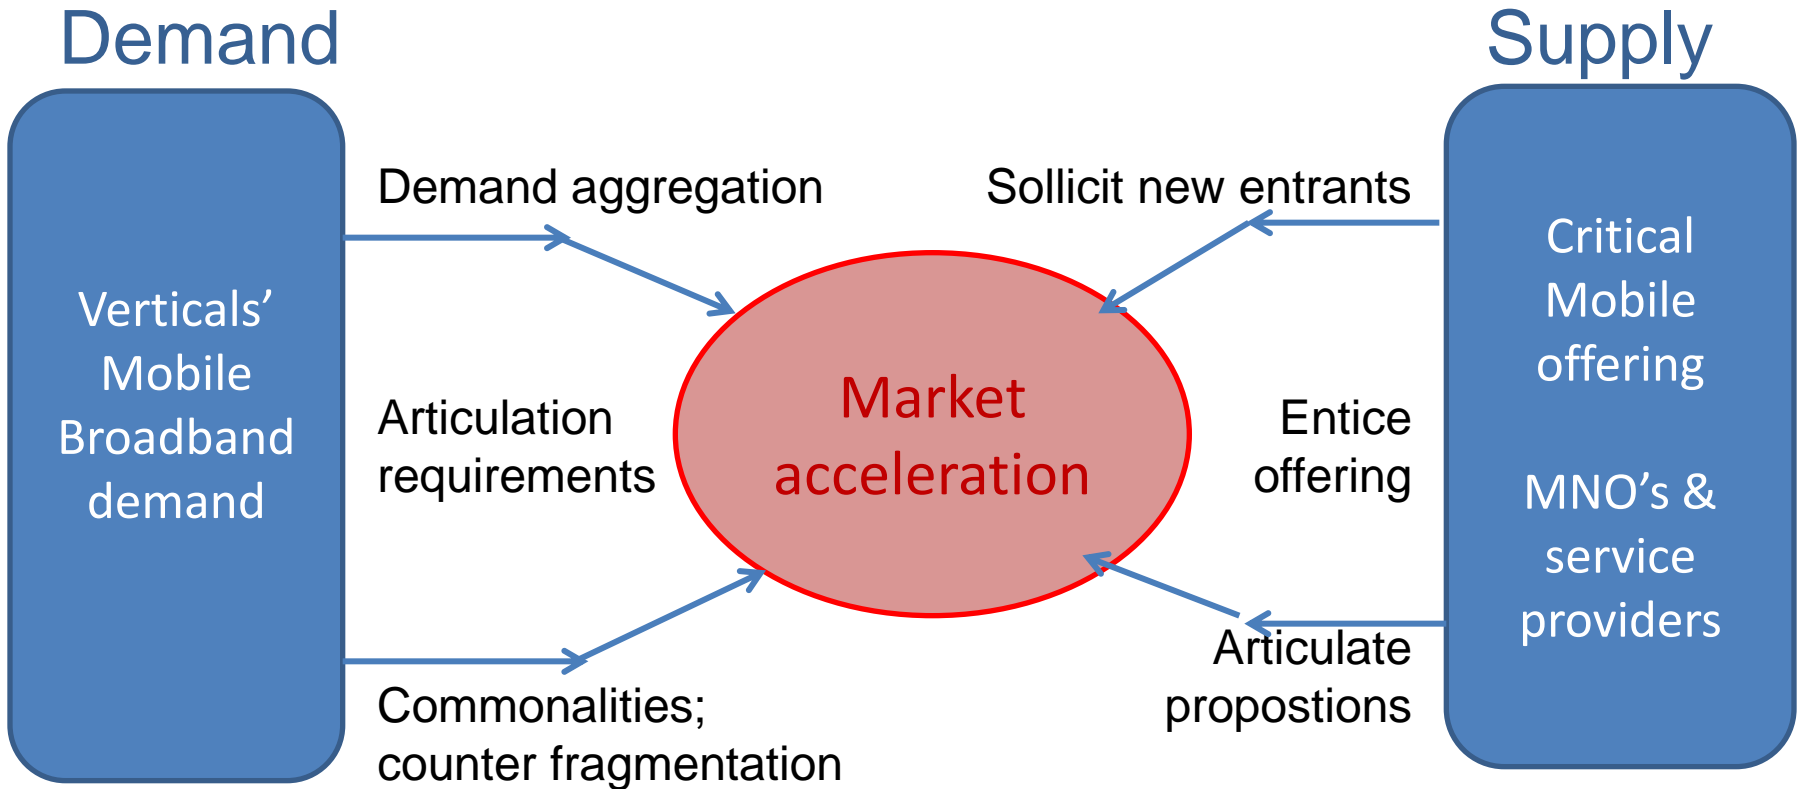 Demand
Supply
Verticals’
Mobile
Broadband
demand
Demand aggregation
Articulation
requirements
Commonalities;
counter fragmentation
Market
acceleration
Sollicit new entrants
Entice
offering
Articulate
propostions
Critical
Mobile
offering
MNO’s &
service
providers